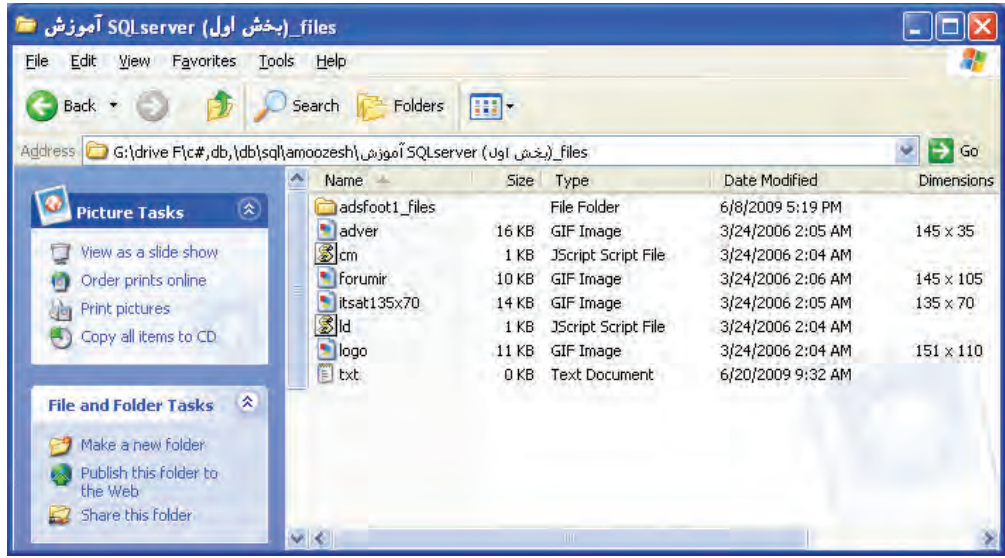 آموزش SQLserver (بخش اول)_files
File Edit View Favorites Tools Help
Back Search Folders
Address G:\drive F\c#,db,\db\sql\amoozesh\آموزش SQLserver (بخش اول)_files Go
Picture Tasks
View as a slide show
Order prints online
Print pictures
Copy all items to CD
File and Folder Tasks
Make a new folder
Publish this folder to
the Web
Share this folder
Name Size Type Date Modified Dimensions
adsfoot1_files File Folder 6/8/2009 5:19 PM
adver 16 KB GIF Image 3/24/2006 2:05 AM 145 x 35
cm 1 KB JScript Script File 3/24/2006 2:04 AM
forumir 10 KB GIF Image 3/24/2006 2:06 AM 145 x 105
itsat135x70 14 KB GIF Image 3/24/2006 2:05 AM 135 x 70
ld 1 KB JScript Script File 3/24/2006 2:04 AM
logo 11 KB GIF Image 3/24/2006 2:04 AM 151 x 110
txt 0 KB Text Document 6/20/2009 9:32 AM